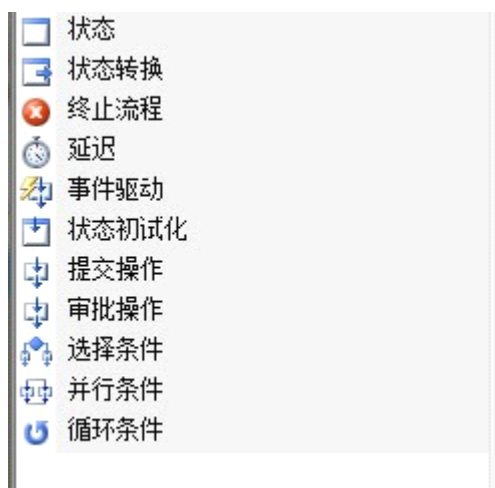 状态
状态转换
终止流程
延迟
事件驱动
状态初试化
提交操作
审批操作
选择条件
并行条件
循环条件